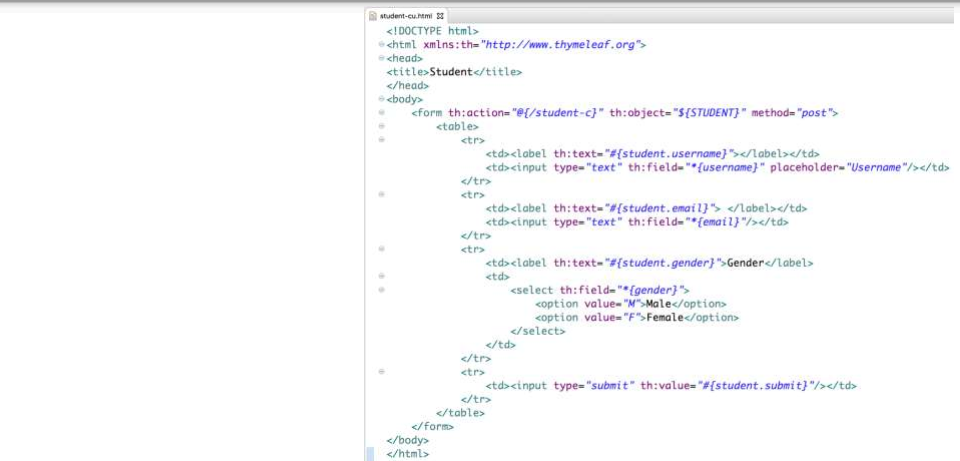 student-cu.html
<!DOCTYPE html>
<html xmlns:th="http://www.thymeleaf.org">
<head>
<title>Student</title>
</head>
<body>
<form th:action="@{/student-c}" th:object="${STUDENT}" method="post">
<table>
<tr>
<td><label th:text="#{student.username}"></label></td>
<td><input type="text" th:field="*{username}" placeholder="Username"/></td>
</tr>
<tr>
<td><label th:text="#{student.email}"> </label></td>
<td><input type="text" th:field="*{email}"/></td>
</tr>
<tr>
<td><label th:text="#{student.gender}">Gender</label>
<td>
<select th:field="*{gender}">
<option value="M">Male</option>
<option value="F">Female</option>
</select>
</td>
</tr>
<tr>
<td><input type="submit" th:value="#{student.submit}"/></td>
</tr>
</table>
</form>
</body>
</html>